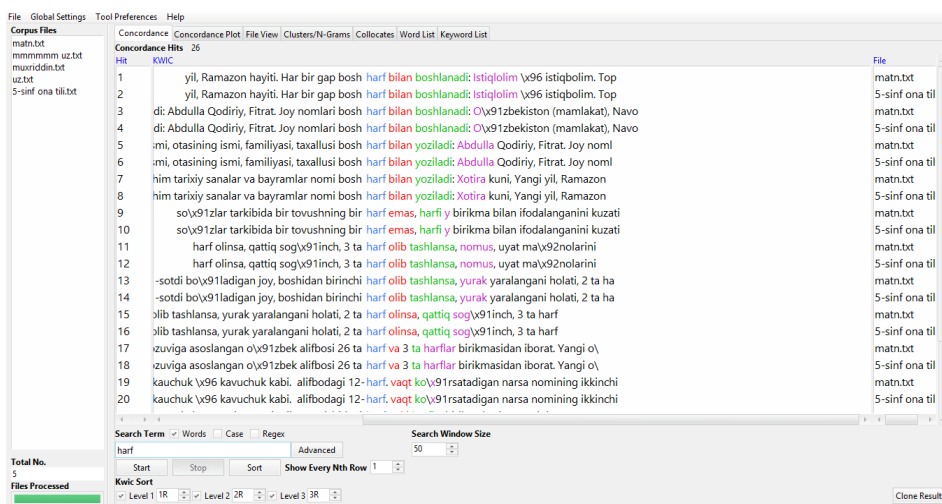 File Global Settings Tool Preferences Help
Corpus Files
matn.txt
mmmmmm uz.txt
muxriddin.txt
uz.txt
5-sinf ona tili.txt
Total No.
5
Files Processed
Concordance Concordance Plot File View Clusters/N-Grams Collocates Word List Keyword List
Concordance Hits 26
Hit KWIC File
1 yil, Ramazon hayiti. Har bir gap bosh harf bilan boshlanadi: Istiqlolim \x96 istiqbolim. Top matn.txt
2 yil, Ramazon hayiti. Har bir gap bosh harf bilan boshlanadi: Istiqlolim \x96 istiqbolim. Top 5-sinf ona til
3 di: Abdulla Qodiriy, Fitrat. Joy nomlari bosh harf bilan boshlanadi: O\x91zbekiston (mamlakat), Navo matn.txt
4 di: Abdulla Qodiriy, Fitrat. Joy nomlari bosh harf bilan boshlanadi: O\x91zbekiston (mamlakat), Navo 5-sinf ona til
5 smi, otasining ismi, familiyasi, taxallusi bosh harf bilan yoziladi: Abdulla Qodiriy, Fitrat. Joy noml matn.txt
6 smi, otasining ismi, familiyasi, taxallusi bosh harf bilan yoziladi: Abdulla Qodiriy, Fitrat. Joy noml 5-sinf ona til
7 him tarixiy sanalar va bayramlar nomi bosh harf bilan yoziladi: Xotira kuni, Yangi yil, Ramazon matn.txt
8 him tarixiy sanalar va bayramlar nomi bosh harf bilan yoziladi: Xotira kuni, Yangi yil, Ramazon 5-sinf ona til
9 so\x91zlar tarkibida bir tovushning bir harf emas, harfi y birikma bilan ifodalanganini kuzati matn.txt
10 so\x91zlar tarkibida bir tovushning bir harf emas, harfi y birikma bilan ifodalanganini kuzati 5-sinf ona til
11 harf olinsa, qattiq sog\x91inch, 3 ta harf olib tashlansa, nomus, uyat ma\x92nolarini matn.txt
12 harf olinsa, qattiq sog\x91inch, 3 ta harf olib tashlansa, nomus, uyat ma\x92nolarini 5-sinf ona til
13 -sotdi bo\x91ladigan joy, boshidan birinchi harf olib tashlansa, yurak yaralangani holati, 2 ta ha matn.txt
14 -sotdi bo\x91ladigan joy, boshidan birinchi harf olib tashlansa, yurak yaralangani holati, 2 ta ha 5-sinf ona til
15 olib tashlansa, yurak yaralangani holati, 2 ta harf olinsa, qattiq sog\x91inch, 3 ta harf matn.txt
16 olib tashlansa, yurak yaralangani holati, 2 ta harf olinsa, qattiq sog\x91inch, 3 ta harf 5-sinf ona til
17 ozuviga asoslangan o\x91zbek alifbosi 26 ta harf va 3 ta harflar birikmasidan iborat. Yangi o\ matn.txt
18 ozuviga asoslangan o\x91zbek alifbosi 26 ta harf va 3 ta harflar birikmasidan iborat. Yangi o\ 5-sinf ona til
19 kauchuk \x96 kavuchuk kabi. alifbodagi 12- harf. vaqt ko\x91rsatadigan narsa nomining ikkinchi matn.txt
20 kauchuk \x96 kavuchuk kabi. alifbodagi 12- harf. vaqt ko\x91rsatadigan narsa nomining ikkinchi 5-sinf ona til
Search Term Words Case Regex Search Window Size
harf Advanced 50
Start Stop Sort Show Every Nth Row 1
Kwic Sort
Level 1 1R Level 2 2R Level 3 3R Clone Result